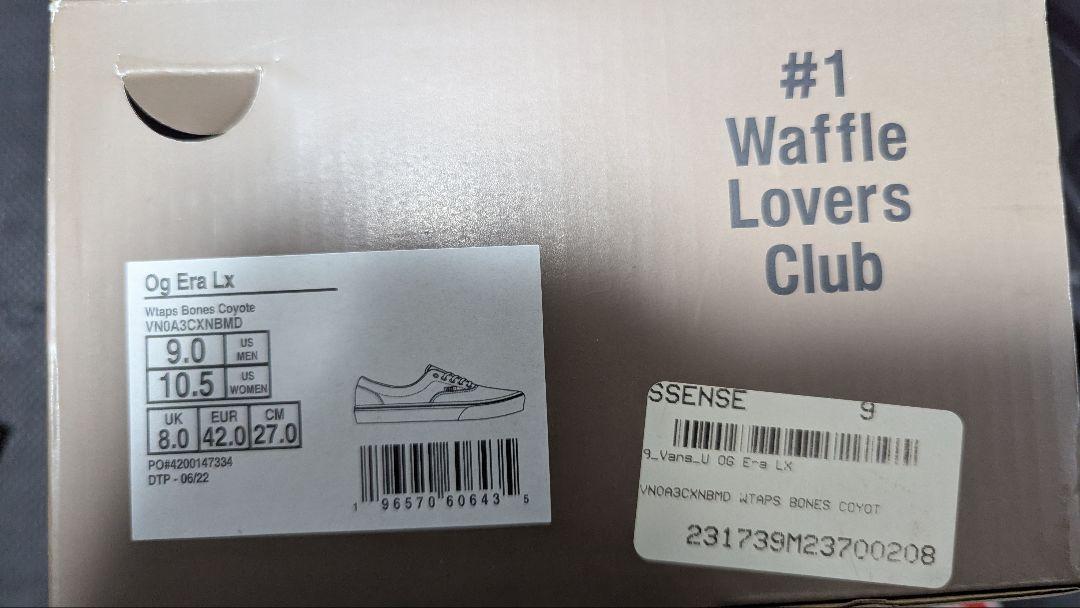 #1
Waffle
Lovers
Club
Og Era Lx
Wtaps Bones Coyote
VN0A3CXNBMD
9.0 US MEN
10.5 US WOMEN
UK EUR CM
8.0 42.0 27.0
PO#4200147334
DTP - 06/22
1 96570 60643 5
SSENSE 9
9_Vans_U OG Era LX
VN0A3CXNBMD WTAPS BONES COYOT
231739M23700208